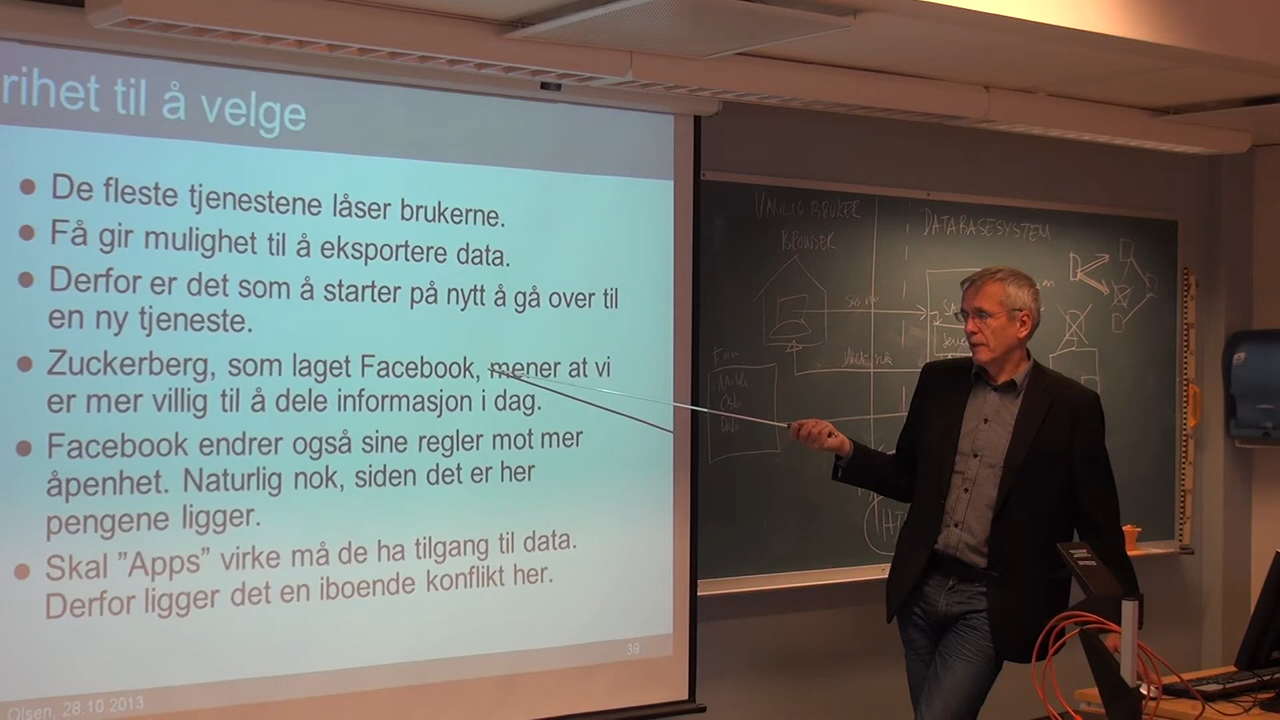 rihet til å velge
De fleste tjenestene låser brukerne.
Få gir mulighet til å eksportere data.
Derfor er det som å starter på nytt å gå over til
en ny tjeneste.
Zuckerberg, som laget Facebook, mener at vi
er mer villig til å dele informasjon i dag.
Facebook endrer også sine regler mot mer
åpenhet. Naturlig nok, siden det er her
pengene ligger.
Skal ”Apps” virke må de ha tilgang til data.
Derfor ligger det en iboende konflikt her.
39
Olsen, 28.10 2013
VANLIG BRUKER
BROWSER
DATABASESYSTEM